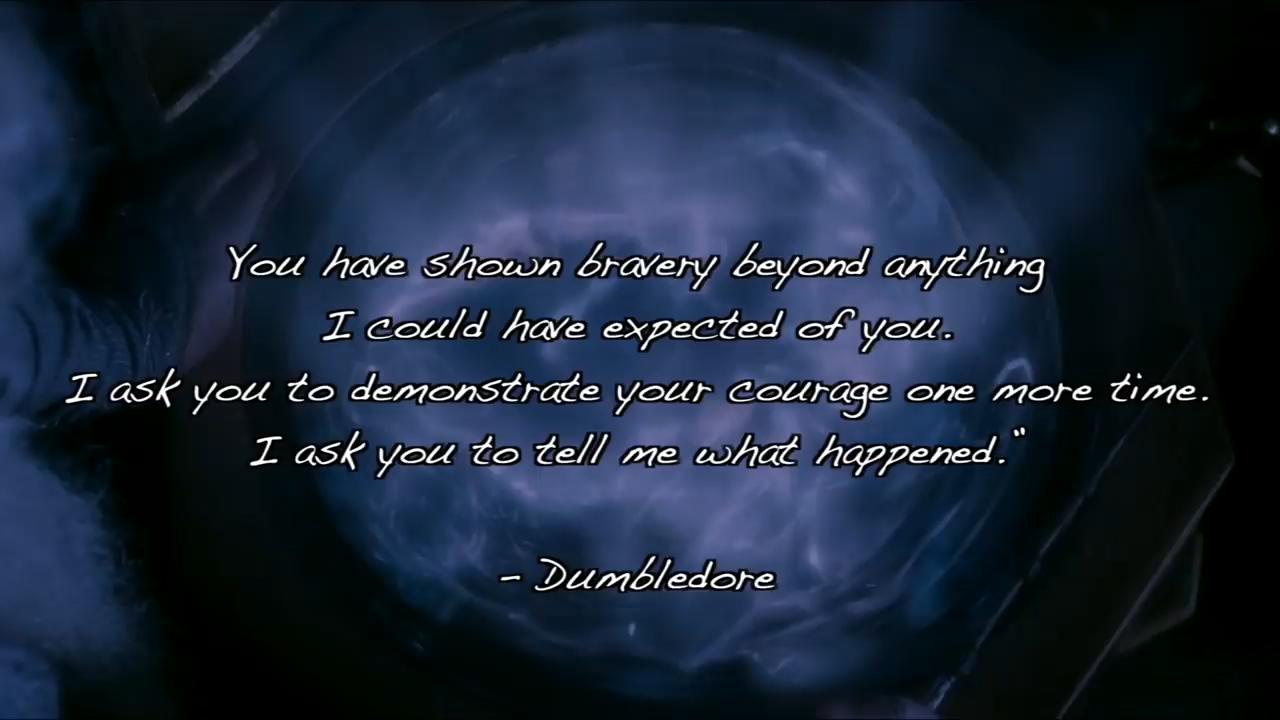 You have shown bravery beyond anything
I could have expected of you.
I ask you to demonstrate your courage one more time.
I ask you to tell me what happened."
- Dumbledore